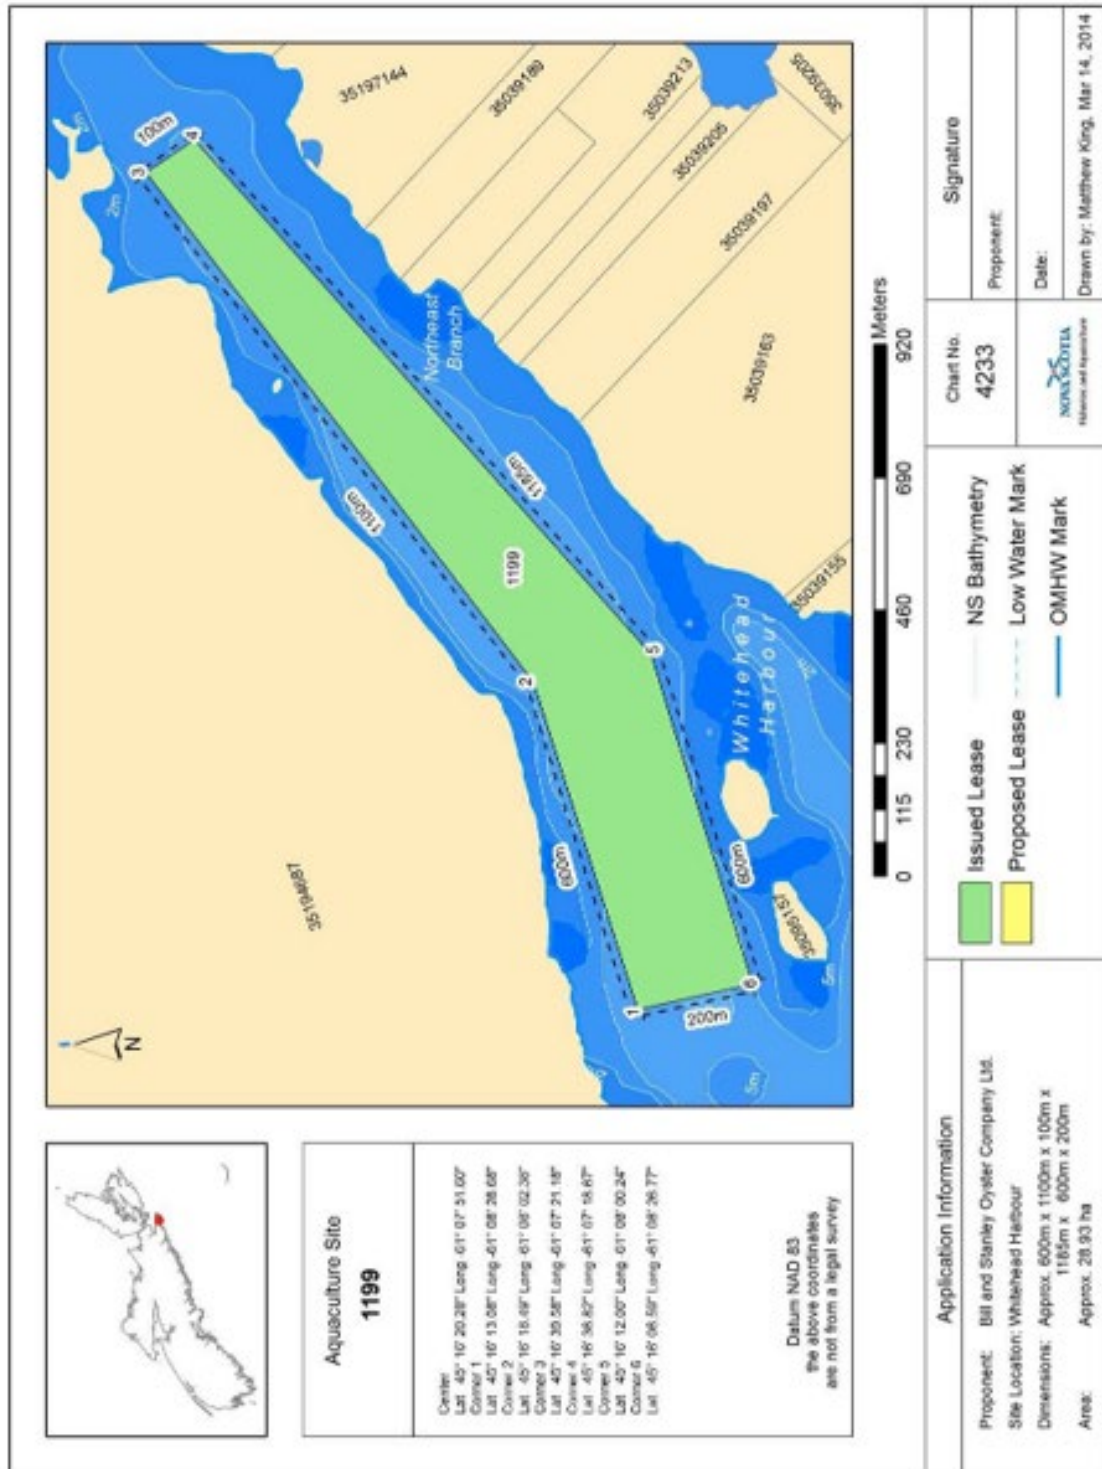 Aquaculture Site
1199
Center
Lat 45° 16' 20.28" Long -61° 07' 51.00"
Corner 1
Lat 45° 16' 13.08" Long -61° 08' 28.68"
Corner 2
Lat 45° 16' 18.49" Long -61° 08' 02.36"
Corner 3
Lat 45° 16' 39.58" Long -61° 07' 21.18"
Corner 4
Lat 45° 16' 36.82" Long -61° 07' 18.67"
Corner 5
Lat 45° 16' 12.00" Long -61° 08' 00.24"
Corner 6
Lat 45° 16' 06.59" Long -61° 08' 26.77"
Datum NAD 83
the above coordinates
are not from a legal survey
N
35194687
35197144
35039189
35039213
35039205
35039205
35039197
35039163
35039155
Northeast
Branch
Whitehead
Harbour
1199
1
2
3
4
5
6
600m
1100m
100m
1185m
600m
200m
2m
2m
5m
5m
0 115 230 460 690 920
Meters
Application Information
Proponent: Bill and Stanley Oyster Company Ltd.
Site Location: Whitehead Harbour
Dimensions: Approx. 600m x 1100m x 100m x
1185m x 600m x 200m
Area: Approx. 28.93 ha
Issued Lease
Proposed Lease
NS Bathymetry
Low Water Mark
OMHW Mark
Chart No.
4233
NOVA SCOTIA
Fisheries and Aquaculture
Signature
Proponent:
Date:
Drawn by: Matthew King, Mar 14, 2014